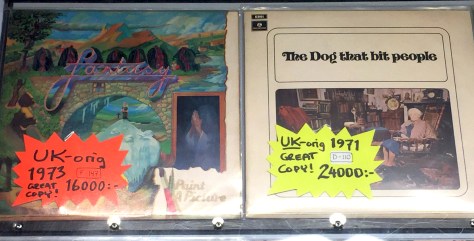 Fantasy
UK-orig
1973
GREAT
COPY!
16000:-
Paint
A Picture
The Dog that bit people
UK-orig 1971
GREAT
COPY!
24000:-